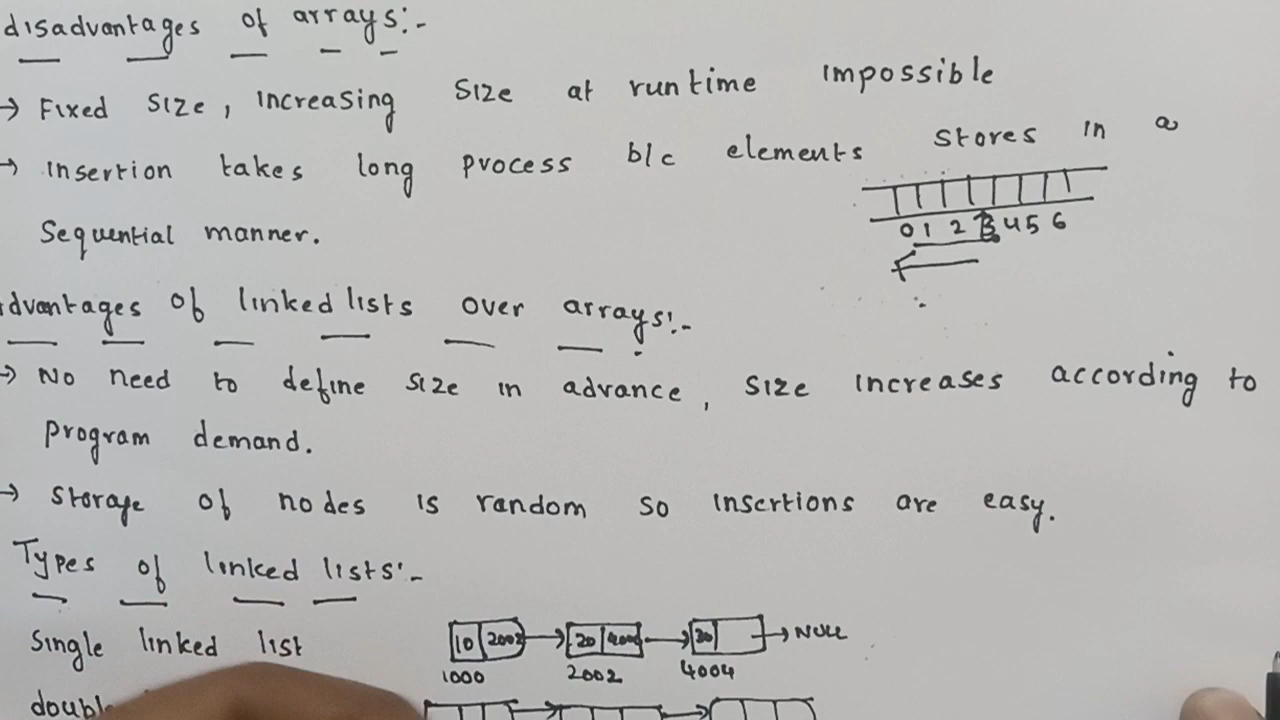 disadvantages of arrays:-
→ Fixed size, increasing size at runtime impossible
→ insertion takes long process b/c elements stores in a
sequential manner.
0 1 2 3 4 5 6
advantages of linked lists over arrays:-
→ No need to define size in advance, size increases according to
program demand.
→ storage of nodes is random so insertions are easy.
Types of linked lists:-
Single linked list
10 2002 → 20 → 30 → NULL
1000 2002 4004